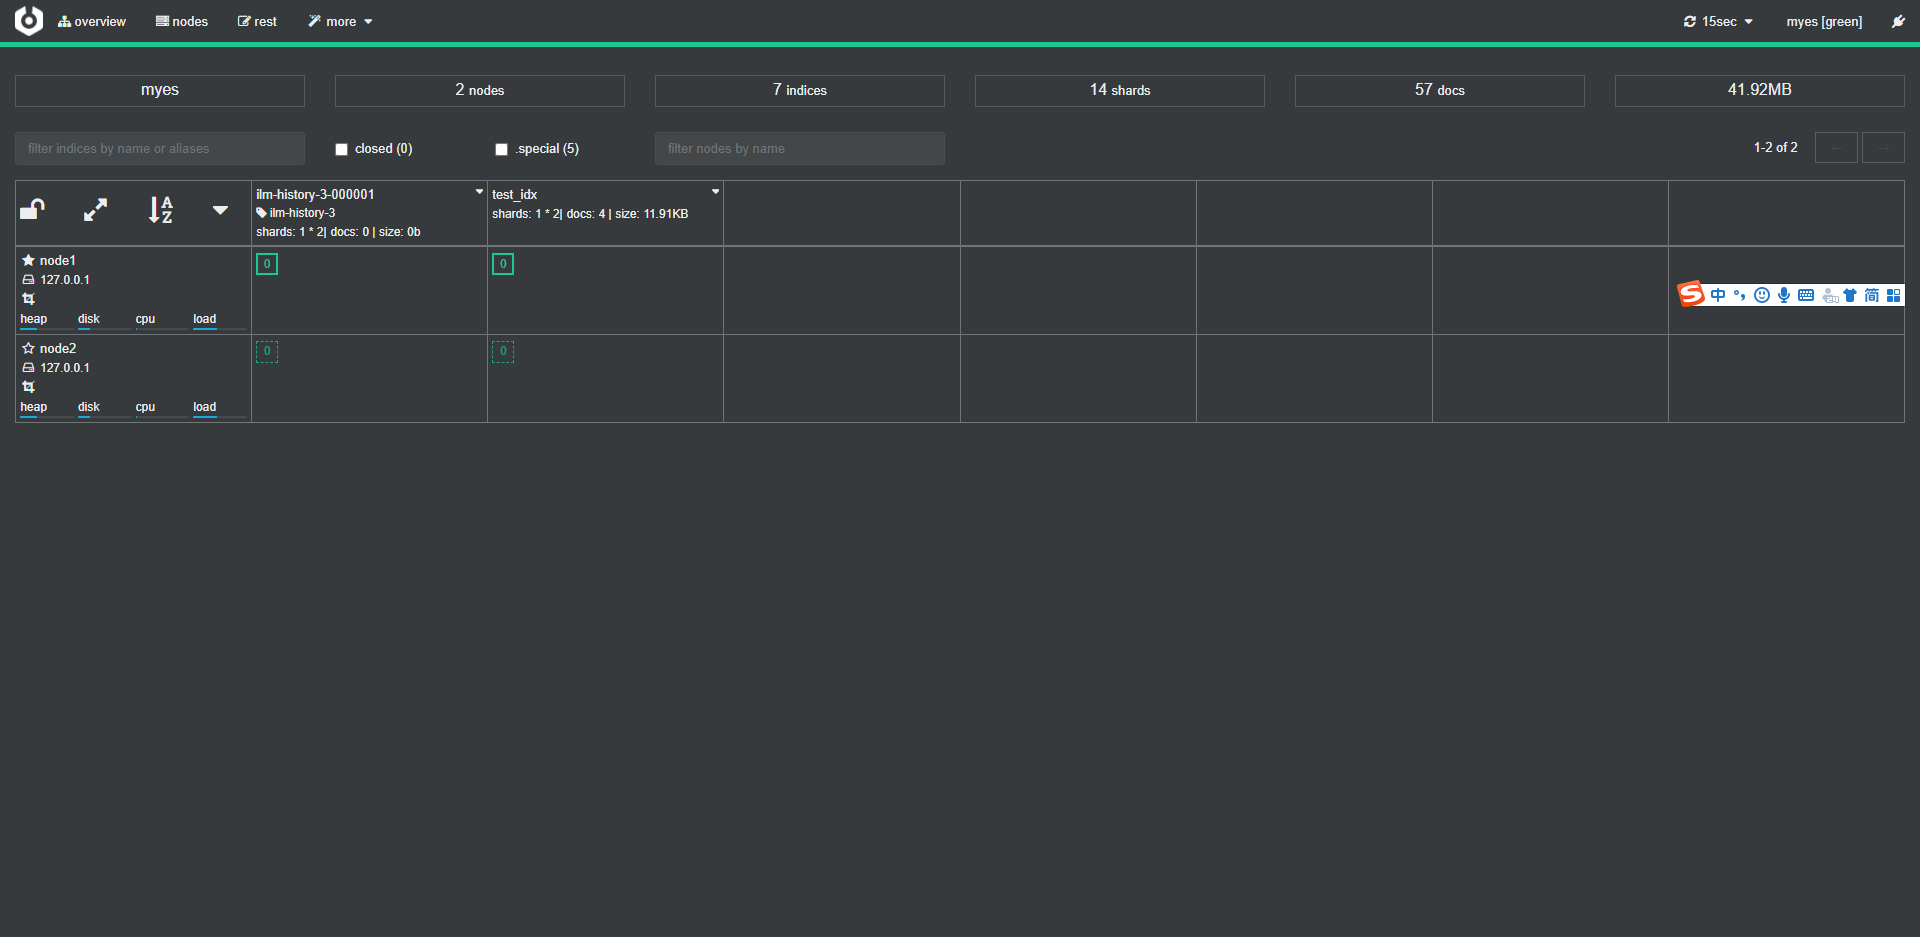 overview nodes rest more 15sec myes [green]
myes 2 nodes 7 indices 14 shards 57 docs 41.92MB
filter indices by name or aliases closed (0) .special (5) filter nodes by name 1-2 of 2
A
Z
ilm-history-3-000001
ilm-history-3
shards: 1 * 2| docs: 0 | size: 0b
test_idx
shards: 1 * 2| docs: 4 | size: 11.91KB
node1
127.0.0.1
heap disk cpu load
0 0
S 中 简
node2
127.0.0.1
heap disk cpu load
0 0